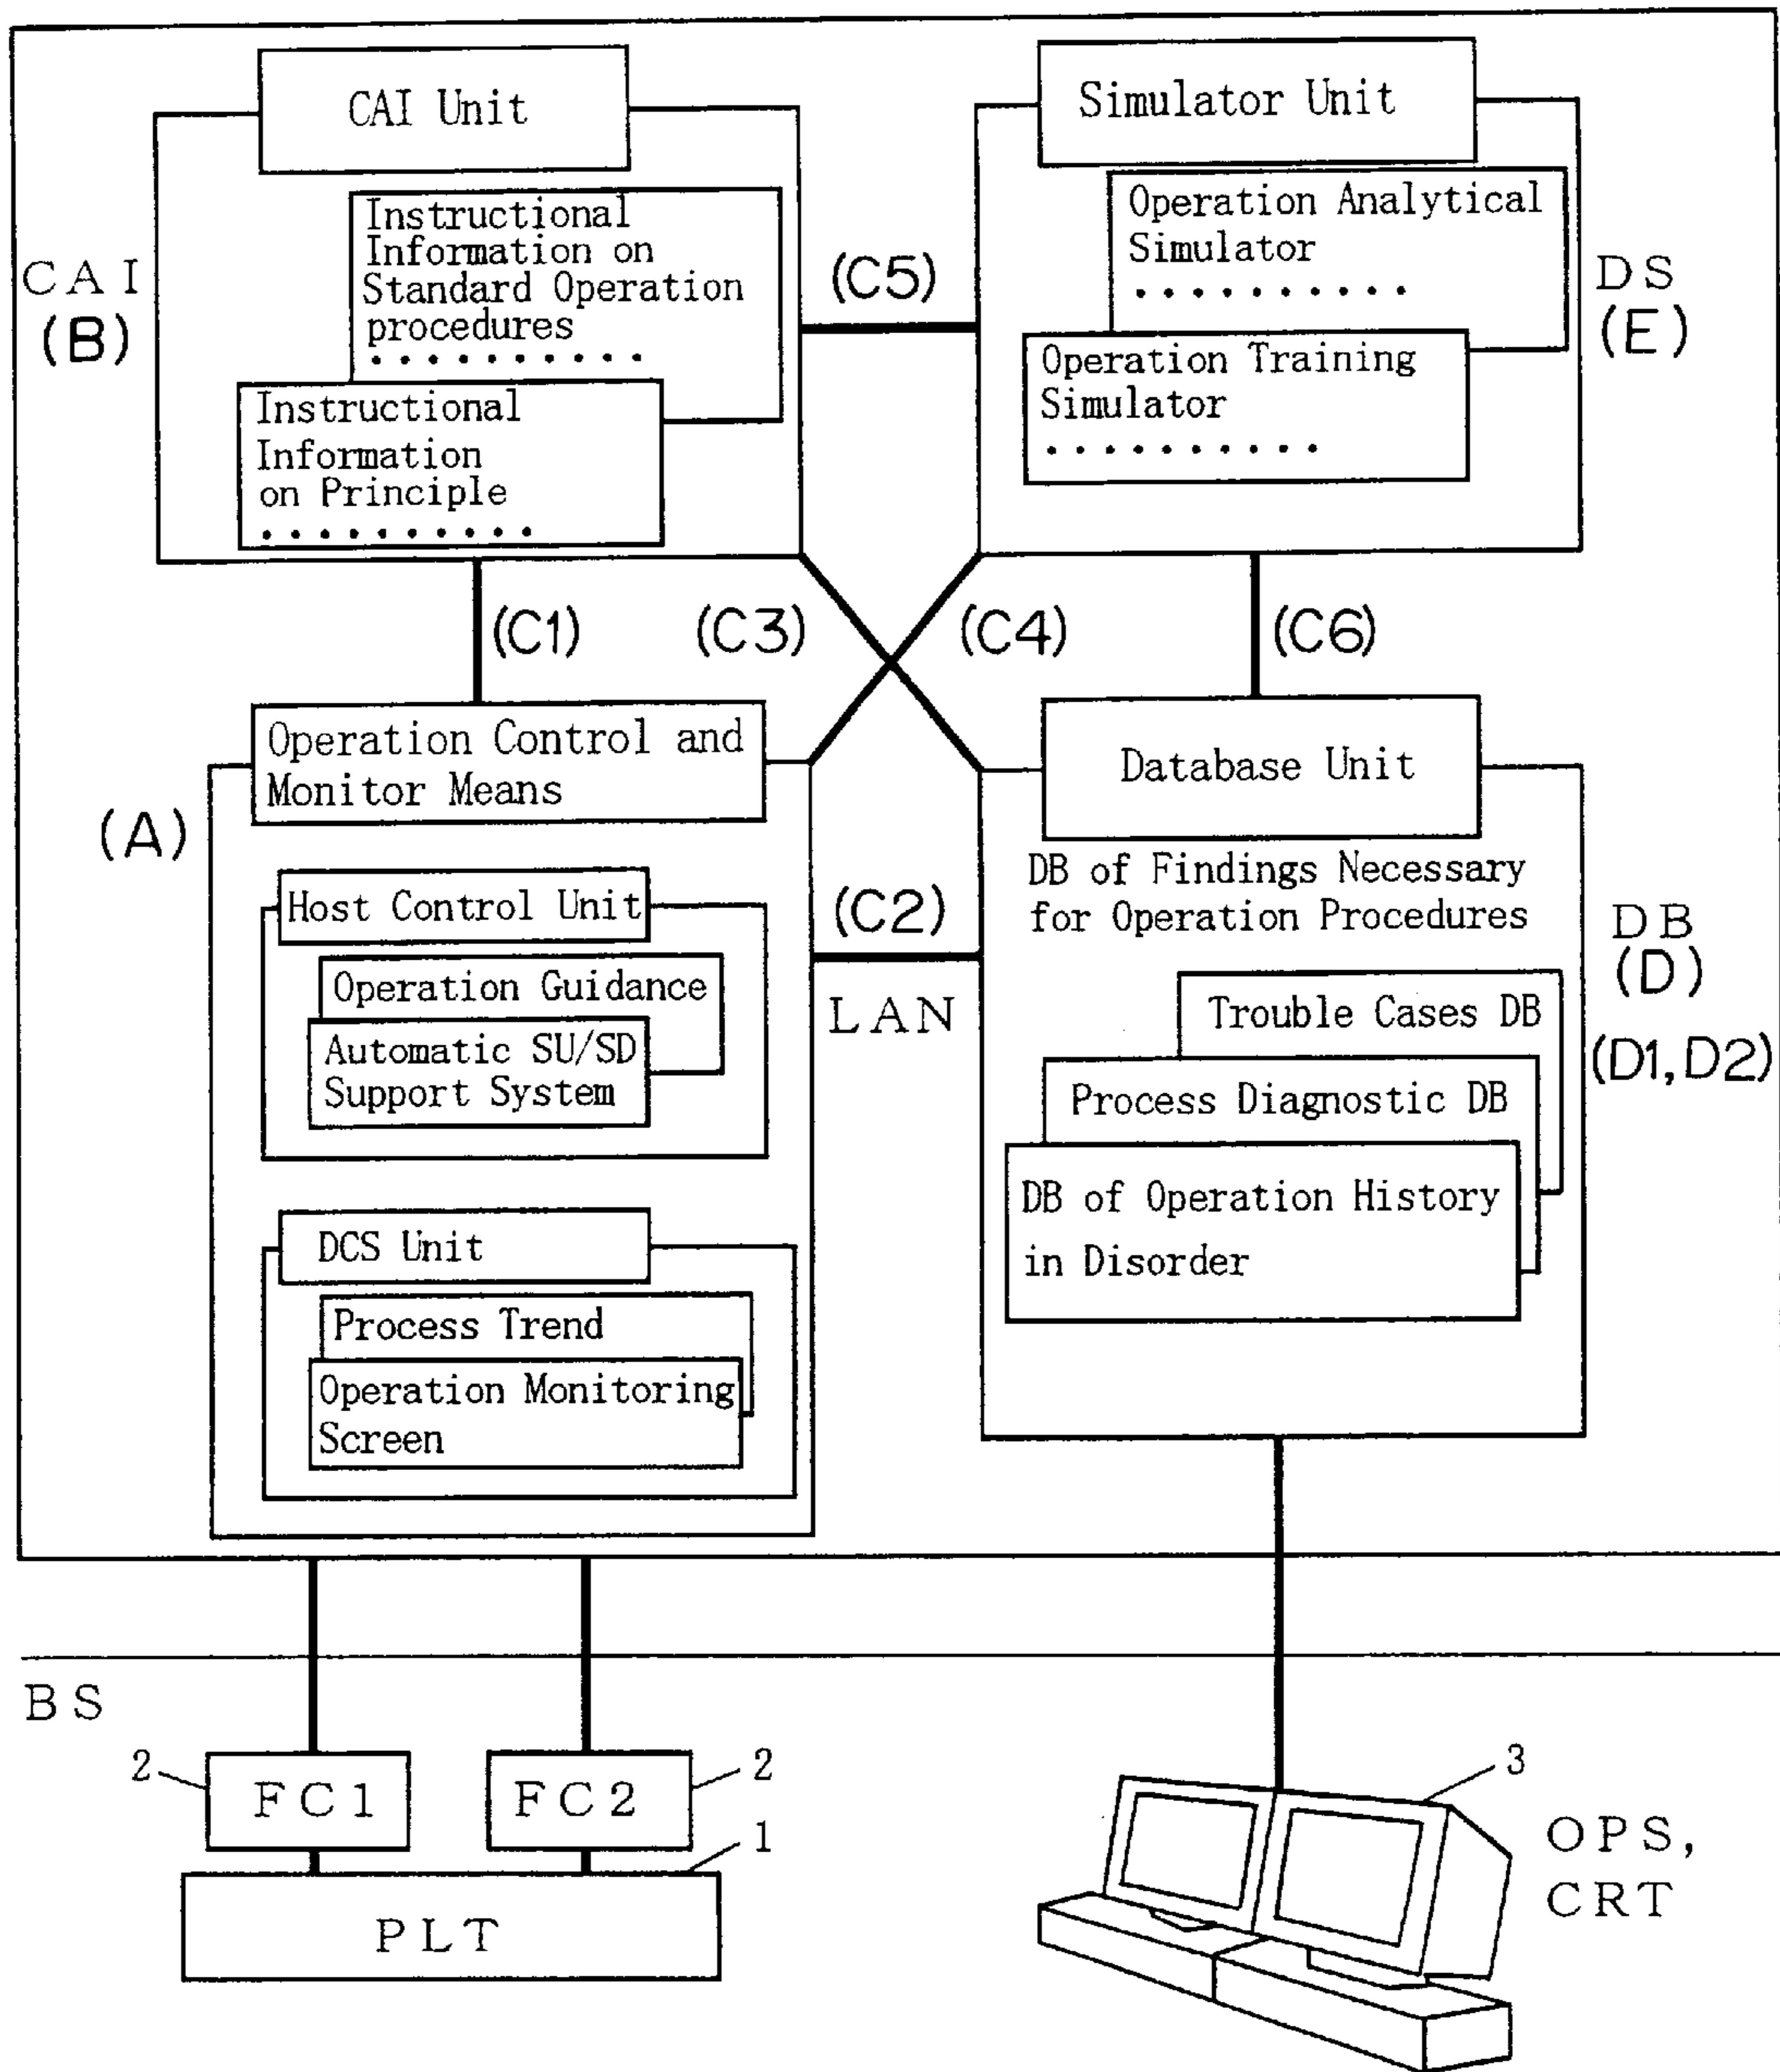 CAI Unit
Instructional
Information on
Standard Operation
procedures
..........
Instructional
Information
on Principle
..........
CAI
(B)
(C5)
Simulator Unit
Operation Analytical
Simulator
..........
Operation Training
Simulator
..........
DS
(E)
(C1)
(C3)
(C4)
(C6)
Operation Control and
Monitor Means
(A)
Host Control Unit
Operation Guidance
Automatic SU/SD
Support System
DCS Unit
Process Trend
Operation Monitoring
Screen
(C2)
LAN
Database Unit
DB of Findings Necessary
for Operation Procedures
DB
(D)
(D1,D2)
Trouble Cases DB
Process Diagnostic DB
DB of Operation History
in Disorder
BS
2
FC1
FC2
2
1
PLT
3
OPS,
CRT